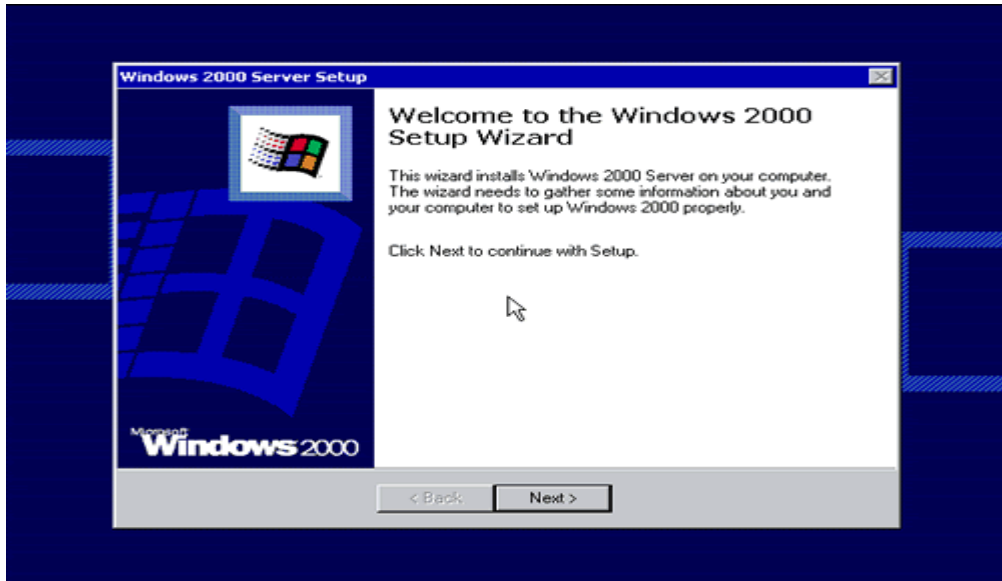 Windows 2000 Server Setup
Welcome to the Windows 2000
Setup Wizard
This wizard installs Windows 2000 Server on your computer.
The wizard needs to gather some information about you and
your computer to set up Windows 2000 properly.
Click Next to continue with Setup.
Microsoft
Windows 2000
< Back
Next >